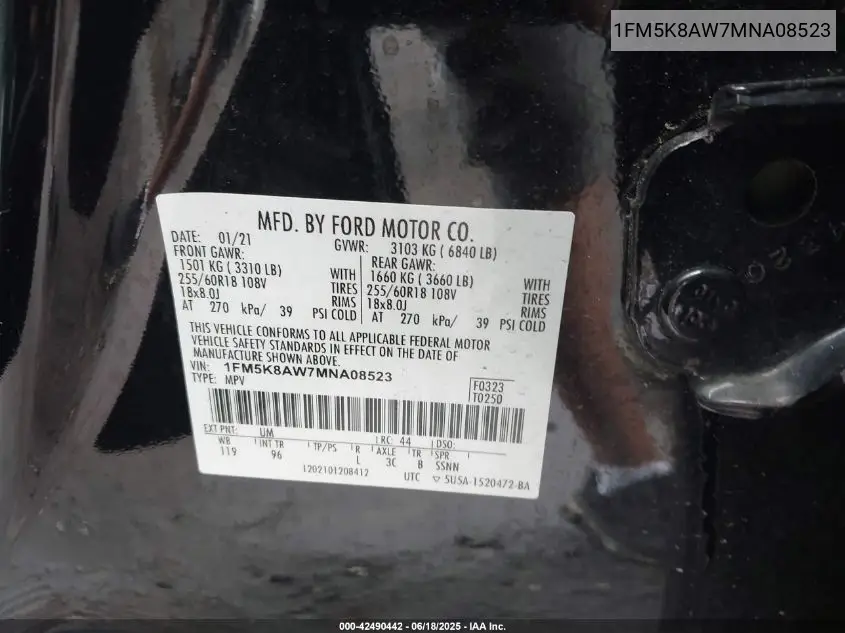 1FM5K8AW7MNA08523
MFD. BY FORD MOTOR CO.
DATE: 01/21 GVWR: 3103 KG ( 6840 LB)
FRONT GAWR: REAR GAWR:
1501 KG ( 3310 LB) WITH 1660 KG ( 3660 LB) WITH
255/60R18 108V TIRES 255/60R18 108V TIRES
18x8.0J RIMS 18x8.0J RIMS
AT 270 kPa/ 39 PSI COLD AT 270 kPa/ 39 PSI COLD
THIS VEHICLE CONFORMS TO ALL APPLICABLE FEDERAL MOTOR
VEHICLE SAFETY STANDARDS IN EFFECT ON THE DATE OF
MANUFACTURE SHOWN ABOVE.
VIN: 1FM5K8AW7MNA08523
TYPE: MPV
F0323
T0250
EXT PNT: UM RC: 44 DSO:
WB INT TR TP/PS R AXLE TR SPR
119 96 L 3C B SSNN
1202101208412 UTC ▽ 5USA-1520472-BA
000-42490442 - 06/18/2025 - IAA Inc.